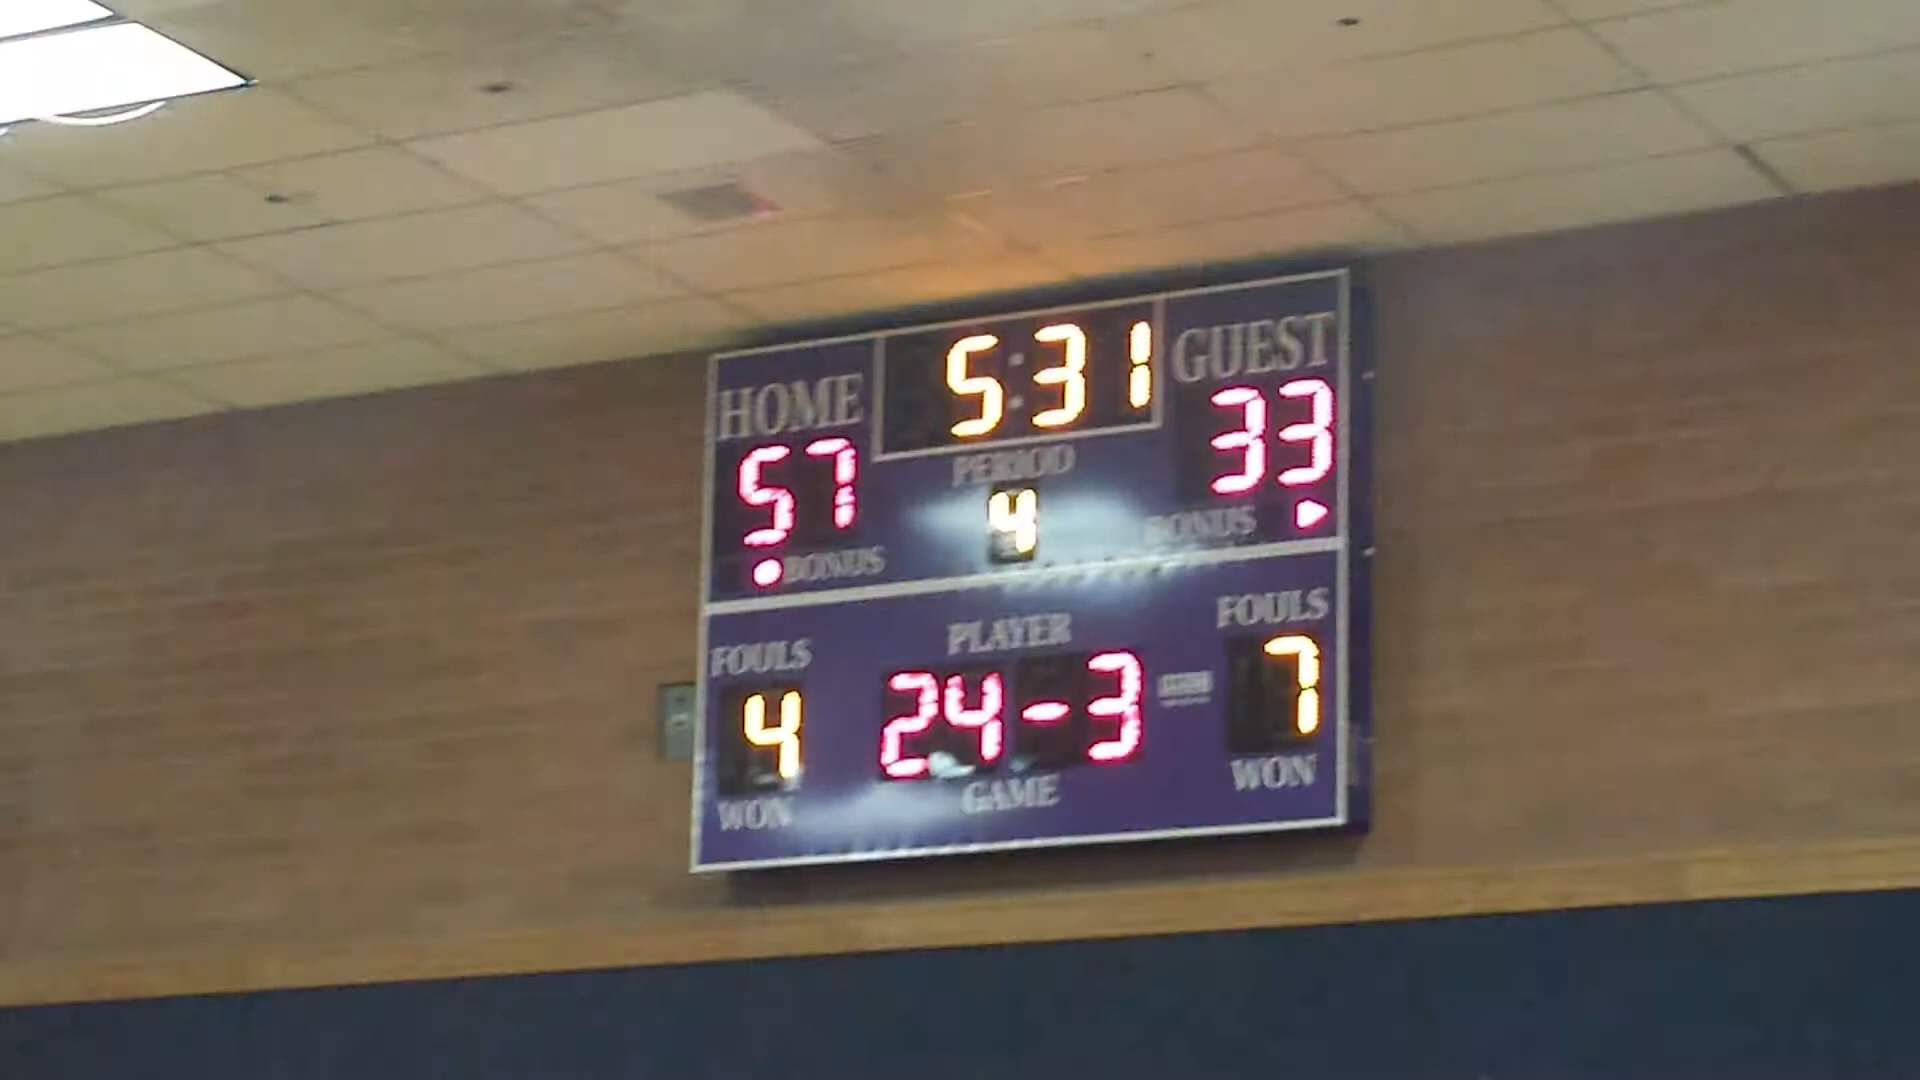 HOME 5:31 GUEST
57 33
PERIOD
4
BONUS BONUS
FOULS PLAYER FOULS
4 24-3 7
WON GAME WON